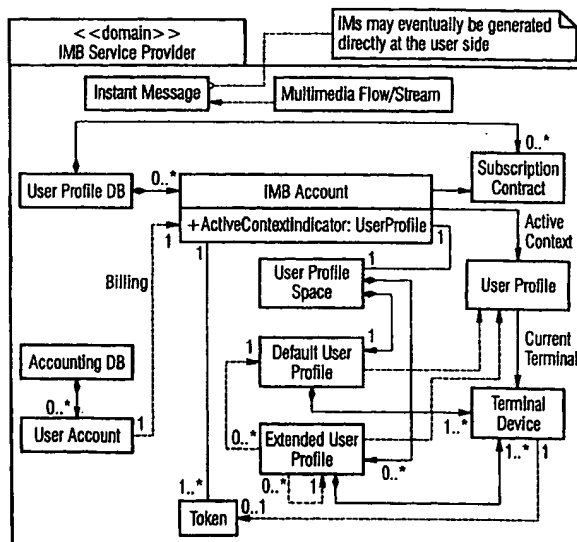 <<domain>>
IMB Service Provider
IMs may eventually be generated
directly at the user side
Instant Message
Multimedia Flow/Stream
0..*
User Profile DB
0..*
IMB Account
Subscription
Contract
+ActiveContextIndicator: UserProfile
1
1
1
Active
Context
Billing
1
User Profile
Space
User Profile
1
Accounting DB
1
Default User
Profile
Current
Terminal
0..*
User Account
1
0..*
Extended User
Profile
1..*
Terminal
Device
0..*
1..*
1
0..*
1
1..*
0..1
Token